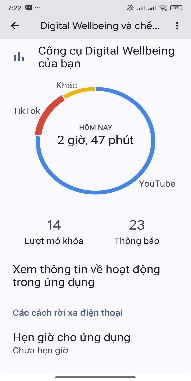 7:22
Digital Wellbeing và chế...
Công cụ Digital Wellbeing
của bạn
Khác
TikTok
HÔM NAY
2 giờ, 47 phút
YouTube
14
23
Lượt mở khóa
Thông báo
Xem thông tin về hoạt động
trong ứng dụng
Các cách rời xa điện thoại
Hẹn giờ cho ứng dụng
Chưa hẹn giờ